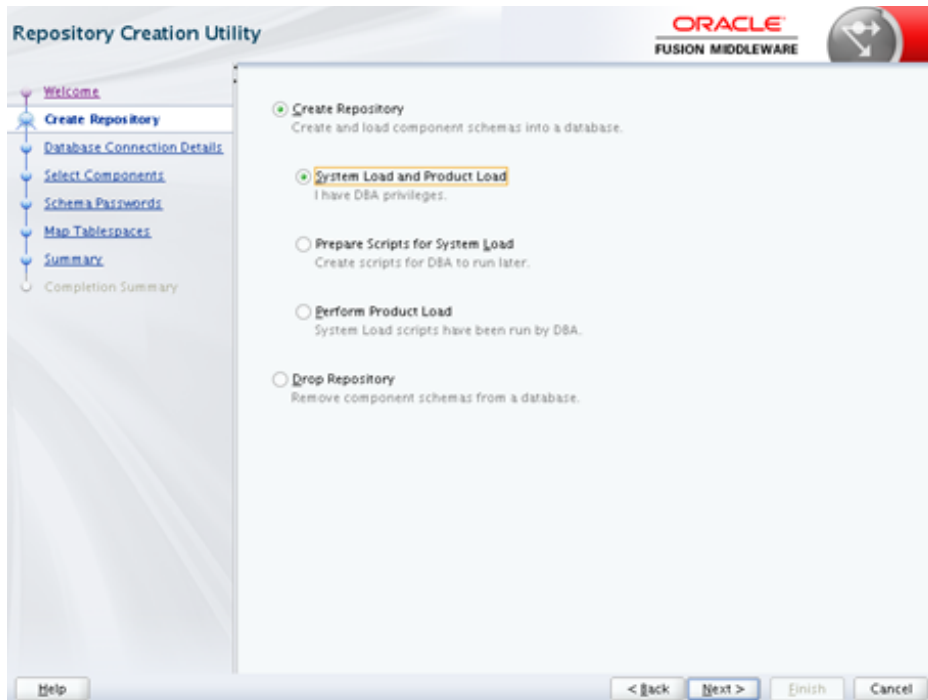 Repository Creation Utility
ORACLE
FUSION MIDDLEWARE
Welcome
Create Repository
Database Connection Details
Select Components
Schema Passwords
Map Tablespaces
Summary
Completion Summary
Create Repository
Create and load component schemas into a database.
System Load and Product Load
I have DBA privileges.
Prepare Scripts for System Load
Create scripts for DBA to run later.
Perform Product Load
System Load scripts have been run by DBA.
Drop Repository
Remove component schemas from a database.
Help
< Back
Next >
Finish
Cancel